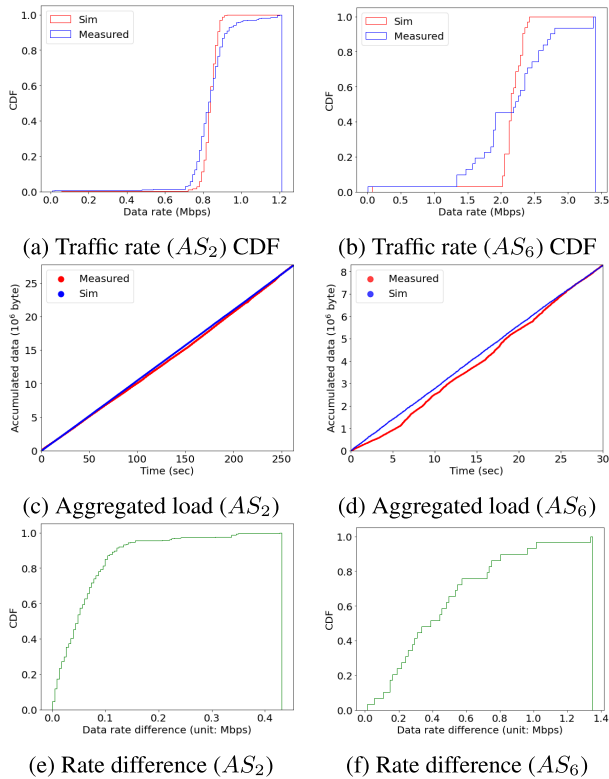 Sim
Measured
CDF
1.0
0.8
0.6
0.4
0.2
0.0
0.0 0.2 0.4 0.6 0.8 1.0 1.2
Data rate (Mbps)
(a) Traffic rate (AS2) CDF
Sim
Measured
CDF
1.0
0.8
0.6
0.4
0.2
0.0
0.0 0.5 1.0 1.5 2.0 2.5 3.0 3.5
Data rate (Mbps)
(b) Traffic rate (AS6) CDF
Measured
Sim
Accumulated data (10^6 byte)
25
20
15
10
5
0
0 50 100 150 200 250
Time (sec)
(c) Aggregated load (AS2)
Measured
Sim
Accumulated data (10^6 byte)
8
7
6
5
4
3
2
1
0
0 5 10 15 20 25 30
Time (sec)
(d) Aggregated load (AS6)
CDF
1.0
0.8
0.6
0.4
0.2
0.0
0.0 0.1 0.2 0.3 0.4
Data rate difference (unit: Mbps)
(e) Rate difference (AS2)
CDF
1.0
0.8
0.6
0.4
0.2
0.0
0.0 0.2 0.4 0.6 0.8 1.0 1.2 1.4
Data rate difference (unit: Mbps)
(f) Rate difference (AS6)